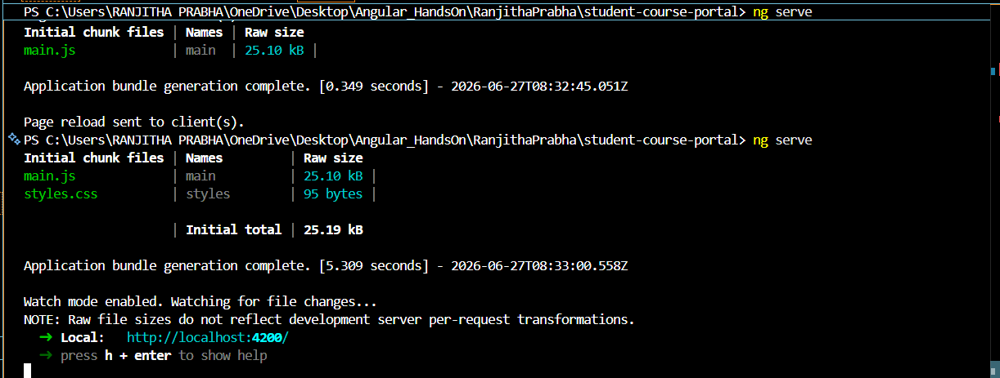 PS C:\Users\RANJITHA PRABHA\OneDrive\Desktop\Angular_HandsOn\RanjithaPrabha\student-course-portal> ng serve
Initial chunk files | Names | Raw size
main.js | main | 25.10 kB |
Application bundle generation complete. [0.349 seconds] - 2026-06-27T08:32:45.051Z
Page reload sent to client(s).
PS C:\Users\RANJITHA PRABHA\OneDrive\Desktop\Angular_HandsOn\RanjithaPrabha\student-course-portal> ng serve
Initial chunk files | Names | Raw size
main.js | main | 25.10 kB |
styles.css | styles | 95 bytes |
| Initial total | 25.19 kB
Application bundle generation complete. [5.309 seconds] - 2026-06-27T08:33:00.558Z
Watch mode enabled. Watching for file changes...
NOTE: Raw file sizes do not reflect development server per-request transformations.
➜ Local: http://localhost:4200/
➜ press h + enter to show help